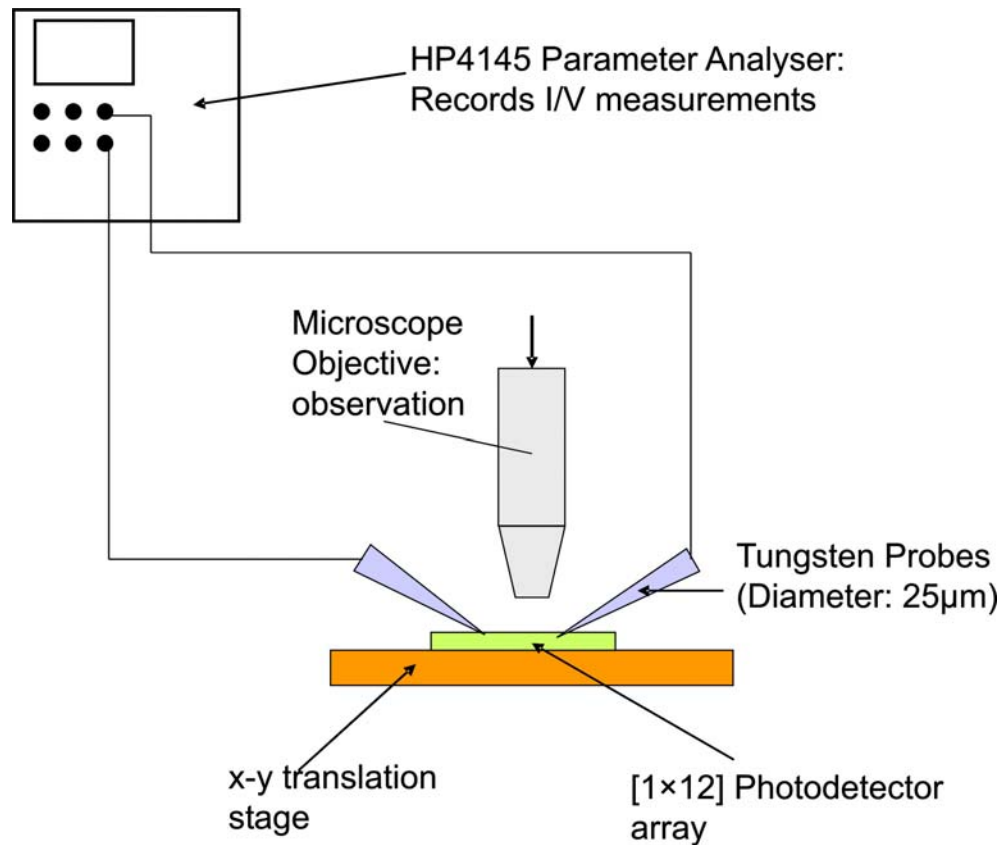 HP4145 Parameter Analyser:
Records I/V measurements
Microscope
Objective:
observation
Tungsten Probes
(Diameter: 25µm)
x-y translation
stage
[1×12] Photodetector
array